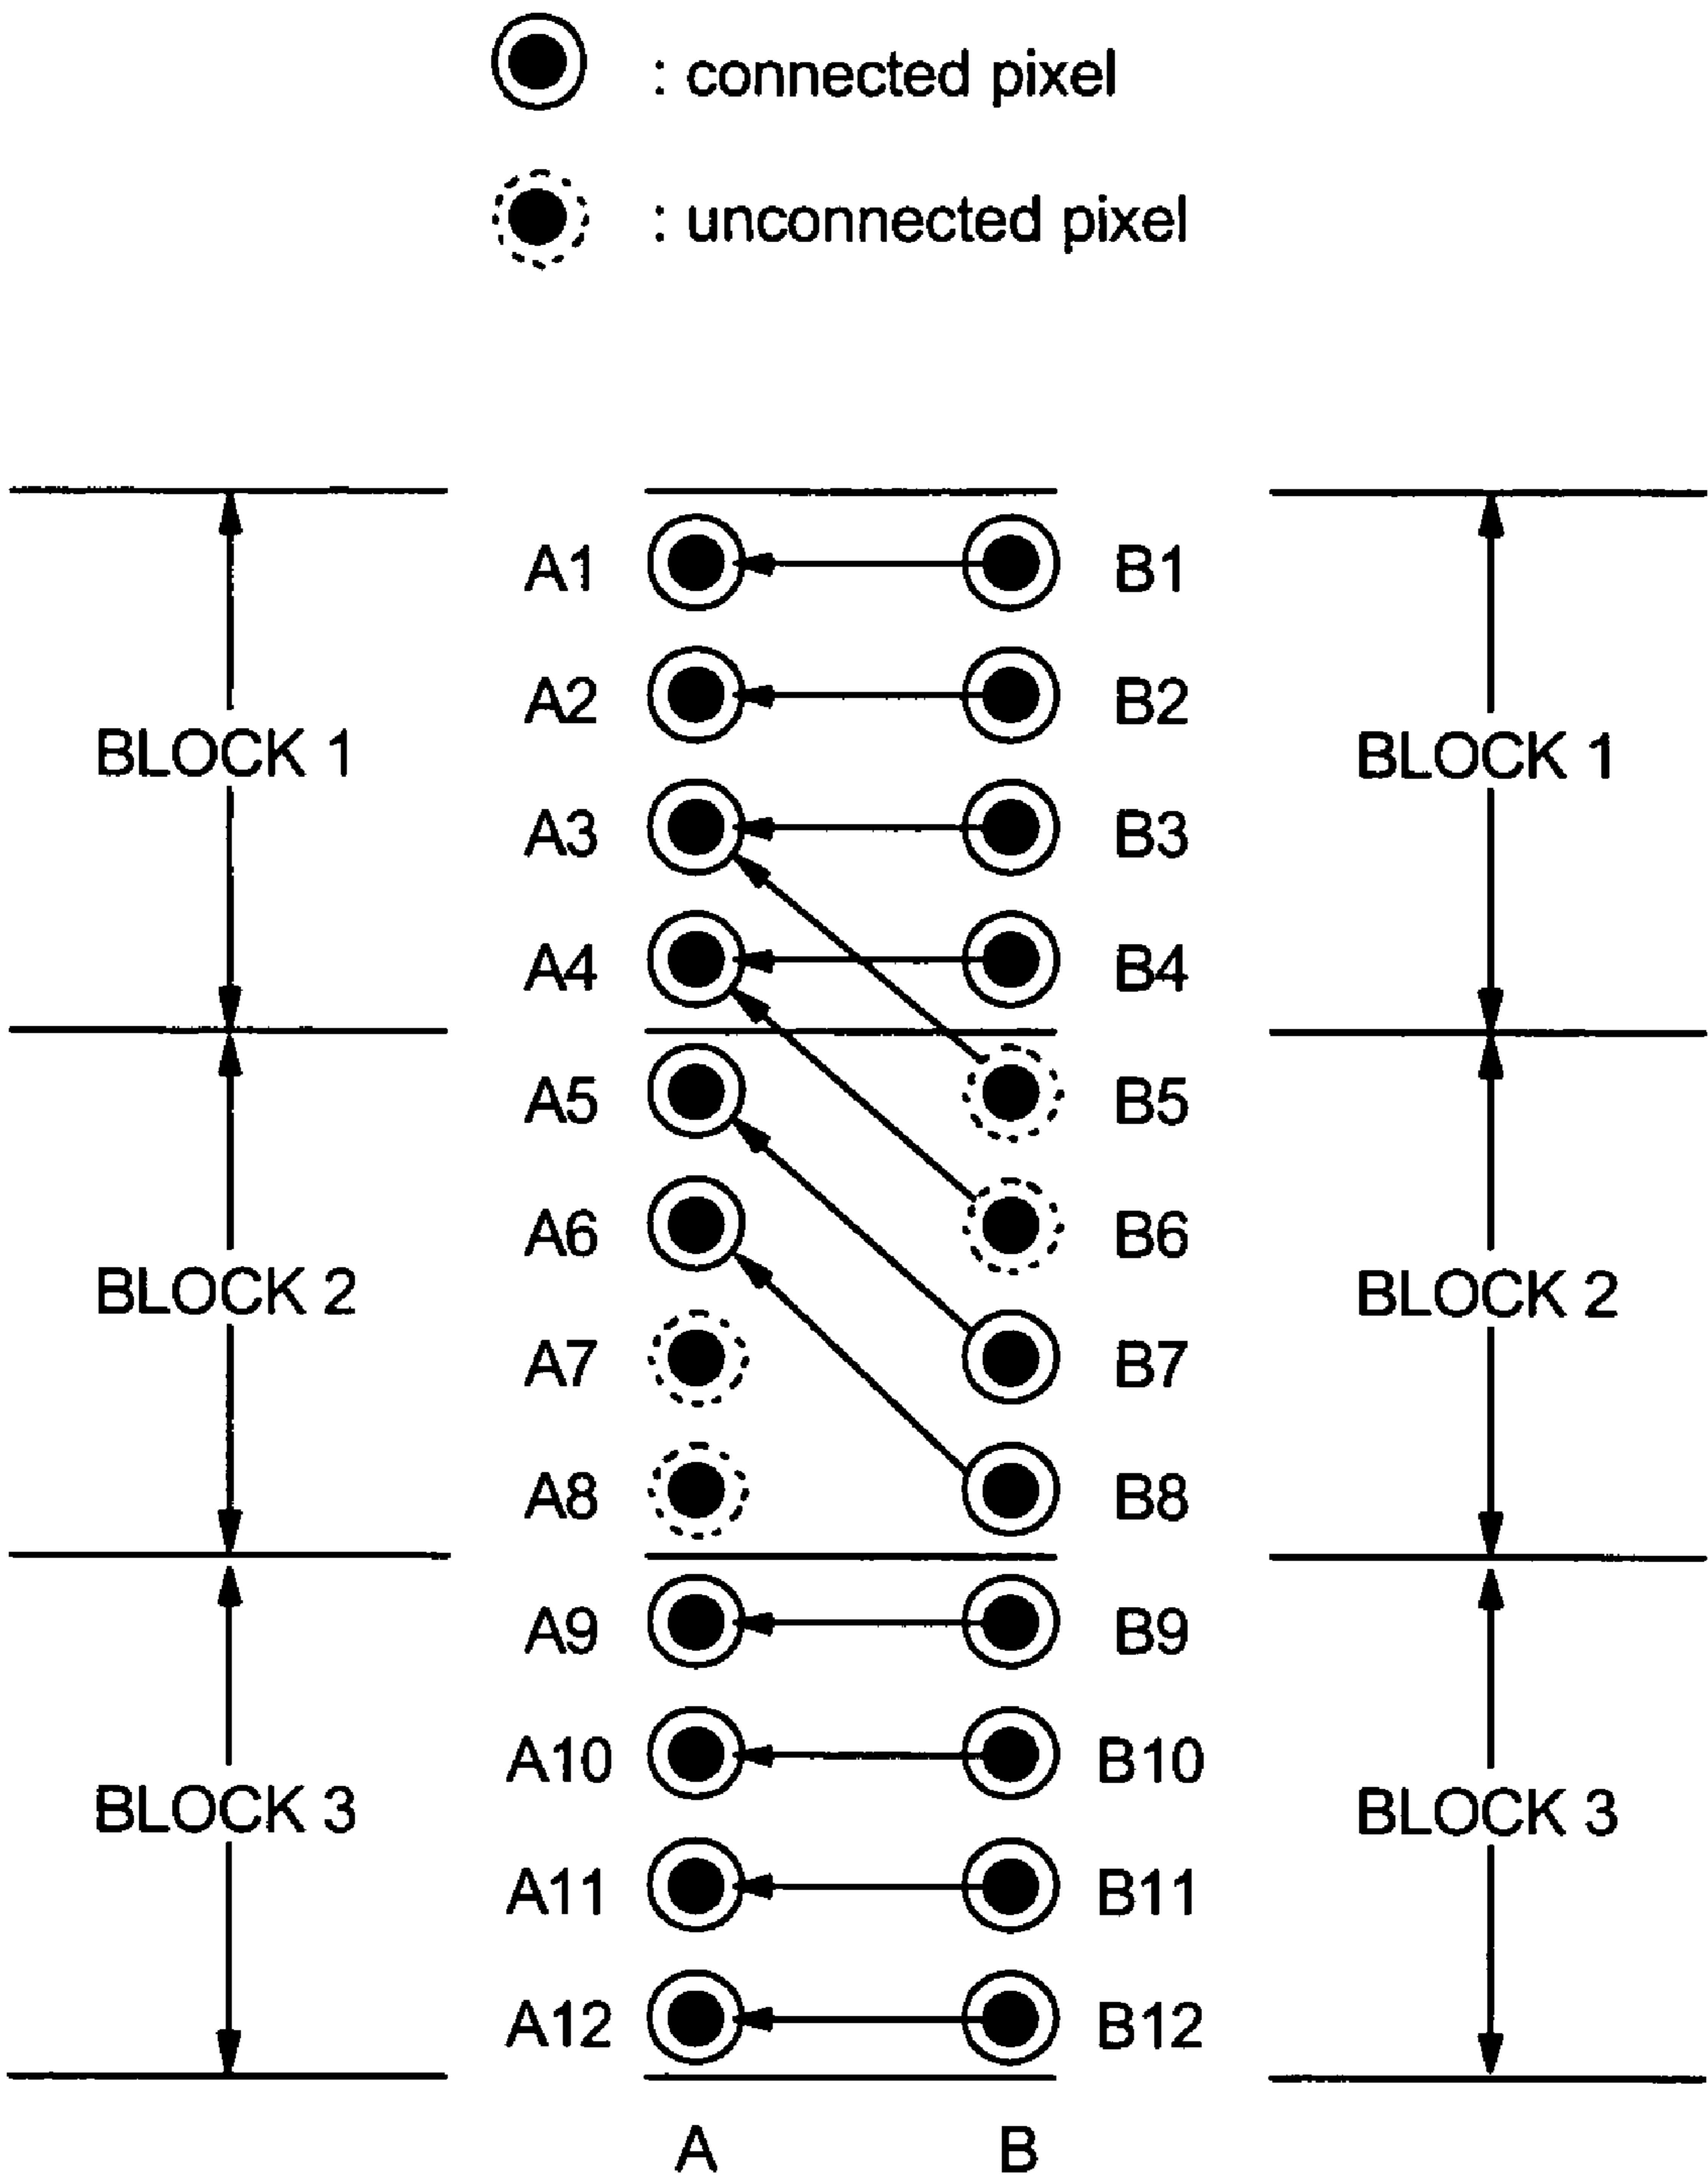 : connected pixel
: unconnected pixel
A1 B1
A2 B2
BLOCK 1 BLOCK 1
A3 B3
A4 B4
A5 B5
A6 B6
BLOCK 2 BLOCK 2
A7 B7
A8 B8
A9 B9
A10 B10
BLOCK 3 BLOCK 3
A11 B11
A12 B12
A B